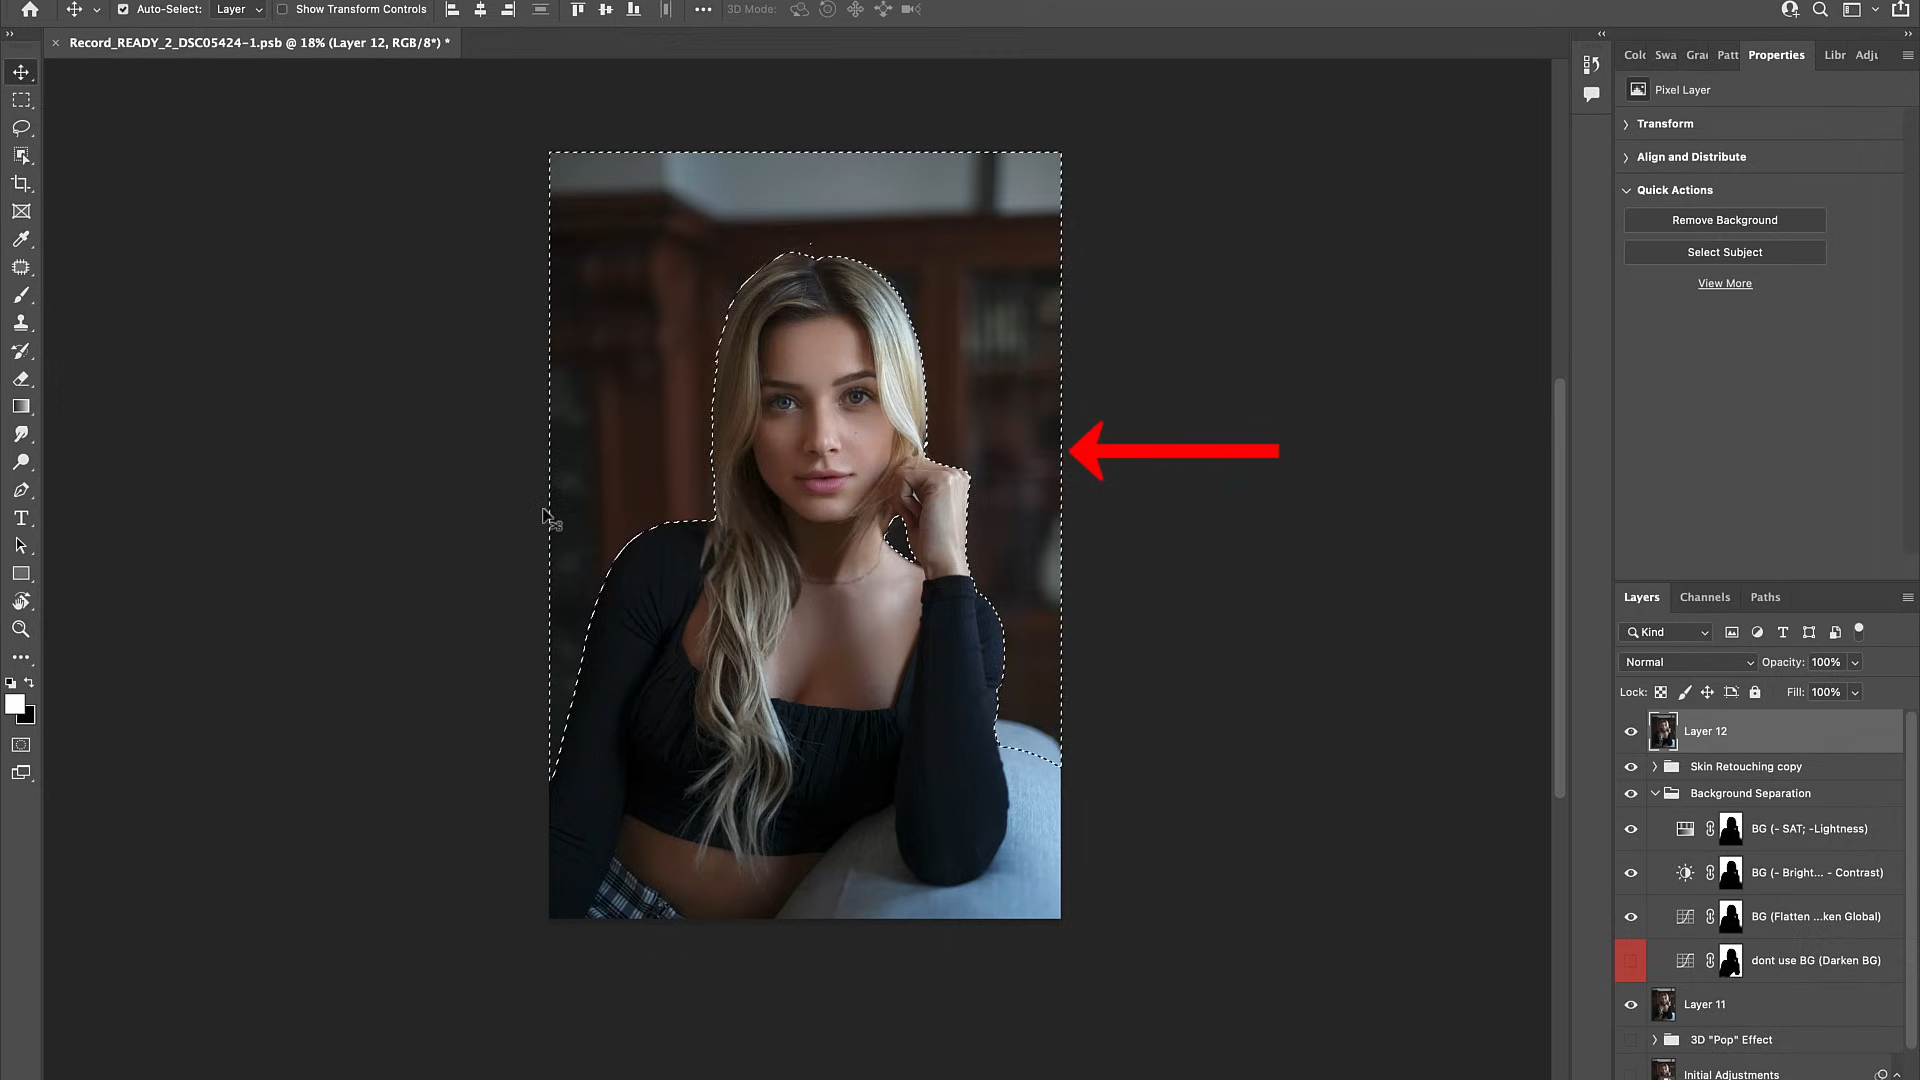 Auto-Select:
Layer
Show Transform Controls
3D Mode:
Record_READY_2_DSC05424-1.psb @ 18% (Layer 12, RGB/8*) *
Swa
Gra
Patt
Properties
Libr
Pixel Layer
Transform
Align and Distribute
Quick Actions
Remove Background
Select Subject
View More
Layers
Channels
Paths
Kind
Normal
Opacity: 100%
Lock:
Fill: 100%
Layer 12
Skin Retouching copy
Background Separation
BG (- SAT; -Lightness)
BG (- Bright... - Contrast)
BG (Flatten ...ken Global)
dont use BG (Darken BG)
Layer 11
3D "Pop" Effect
Initial Adjustments